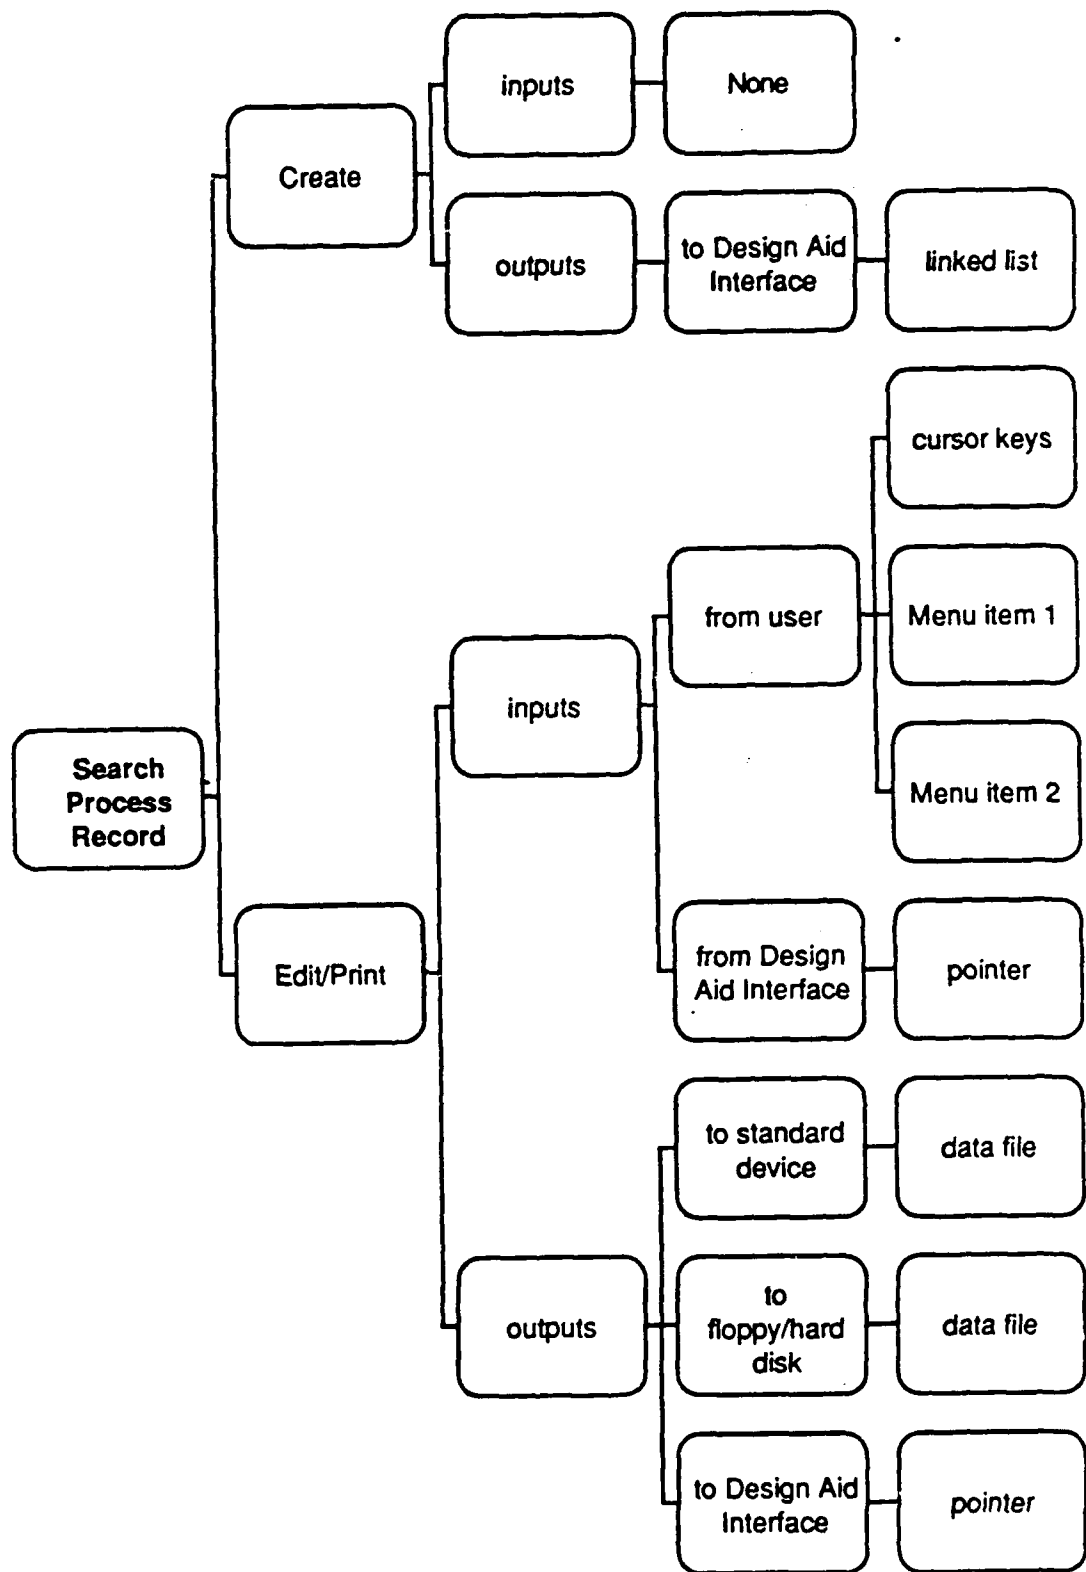 inputs
None
Create
outputs
to Design Aid
Interface
linked list
cursor keys
from user
Menu item 1
inputs
Search
Process
Record
Menu item 2
Edit/Print
from Design
Aid Interface
pointer
to standard
device
data file
outputs
to
floppy/hard
disk
data file
to Design Aid
Interface
pointer